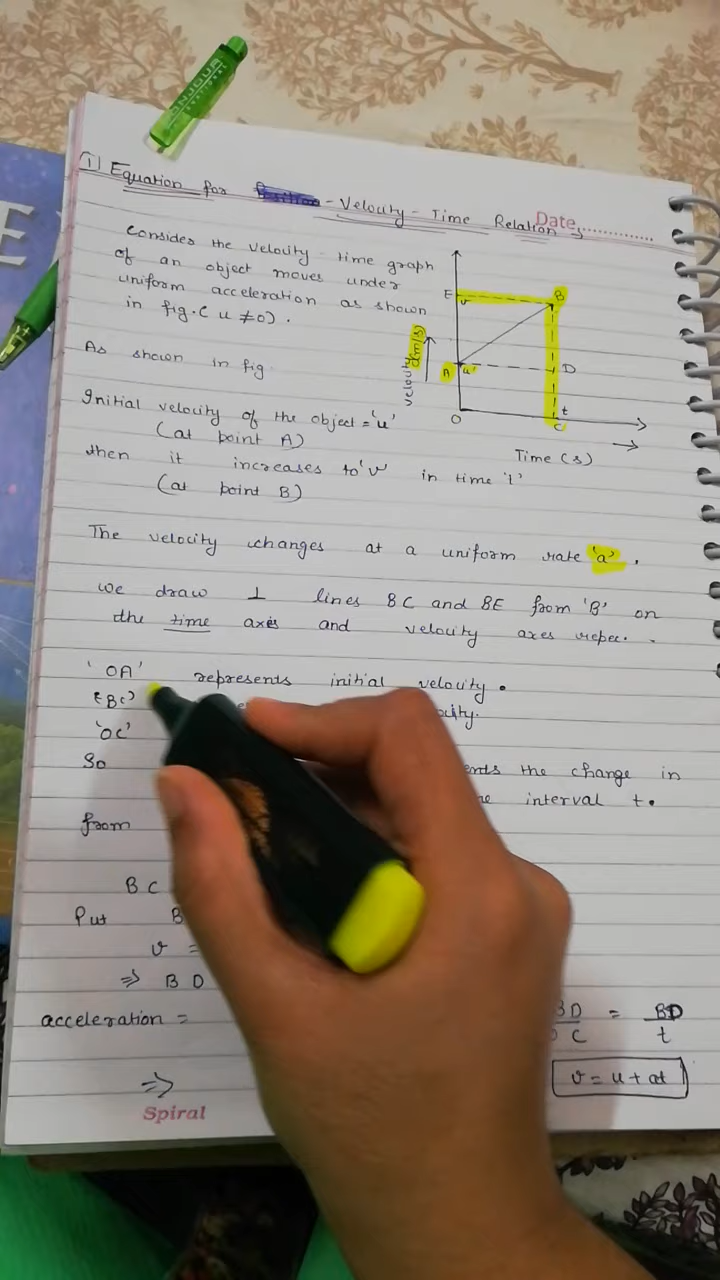 ① Equation for - Velocity - Time Relation
Date..............
Consider the velocity - time graph
of an object moves under
uniform acceleration as shown
in fig. ( u ≠ 0 ) .
As shown in fig
Initial velocity of the object = 'u'
(at point A)
then it increases to 'v' in time 't'
(at point B)
E
v
B
A
u
D
O
t
C
velocity (m/s)
Time (s)
The velocity changes at a uniform rate 'a' .
We draw ⊥ lines BC and BE from 'B' on
the time axis and velocity axes repec. .
'OA' represents initial velocity .
'BC'
'OC'
So the change in
interval t .
from
BC
Put B
v =
⇒ BD
acceleration = = BD/t
⇒ v = u + at
Spiral